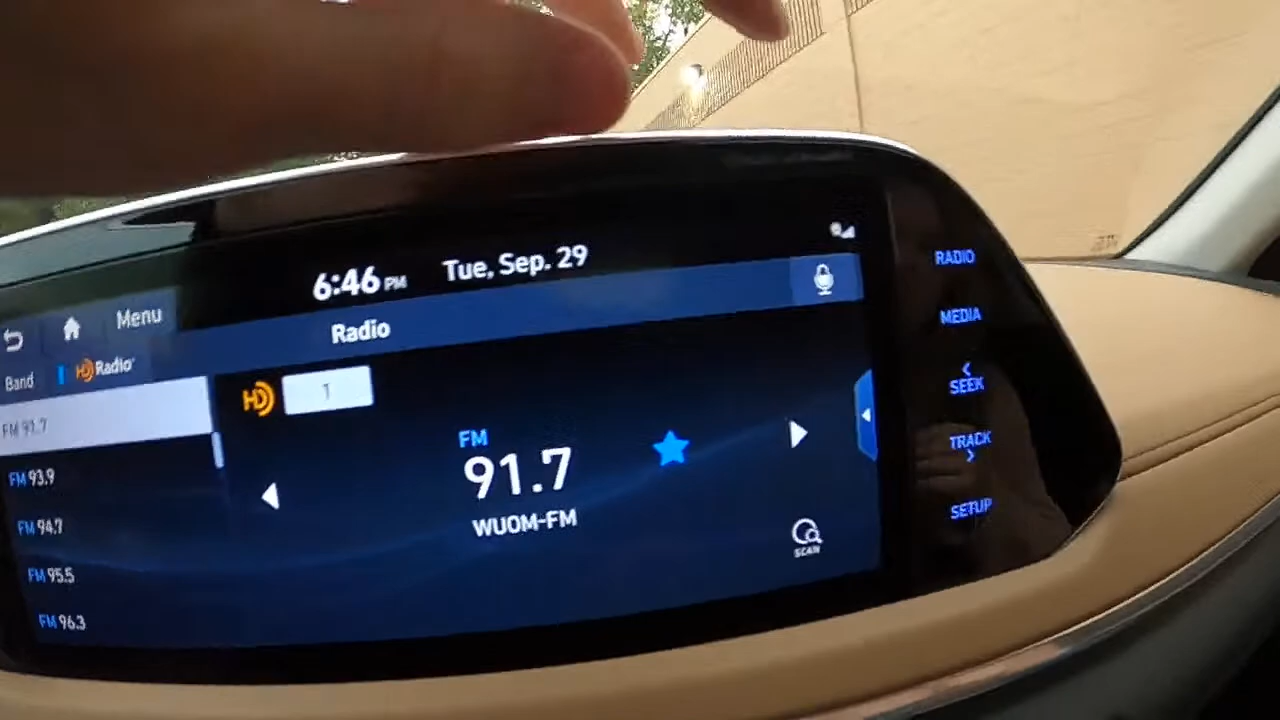 6:46 PM Tue, Sep. 29
Menu
Radio
Band HD Radio
HD 1
FM 91.7
FM 93.9
FM 94.7
FM 95.5
FM 96.3
FM
91.7
WUOM-FM
SCAN
RADIO
MEDIA
<
SEEK
TRACK
>
SETUP